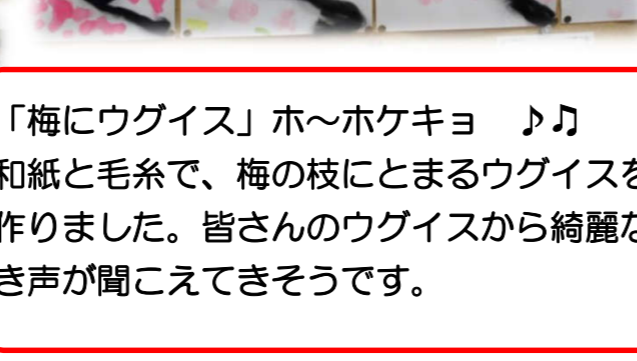 「梅にウグイス」ホ～ホケキョ　♪♫
和紙と毛糸で、梅の枝にとまるウグイスを
作りました。皆さんのウグイスから綺麗な
き声が聞こえてきそうです。